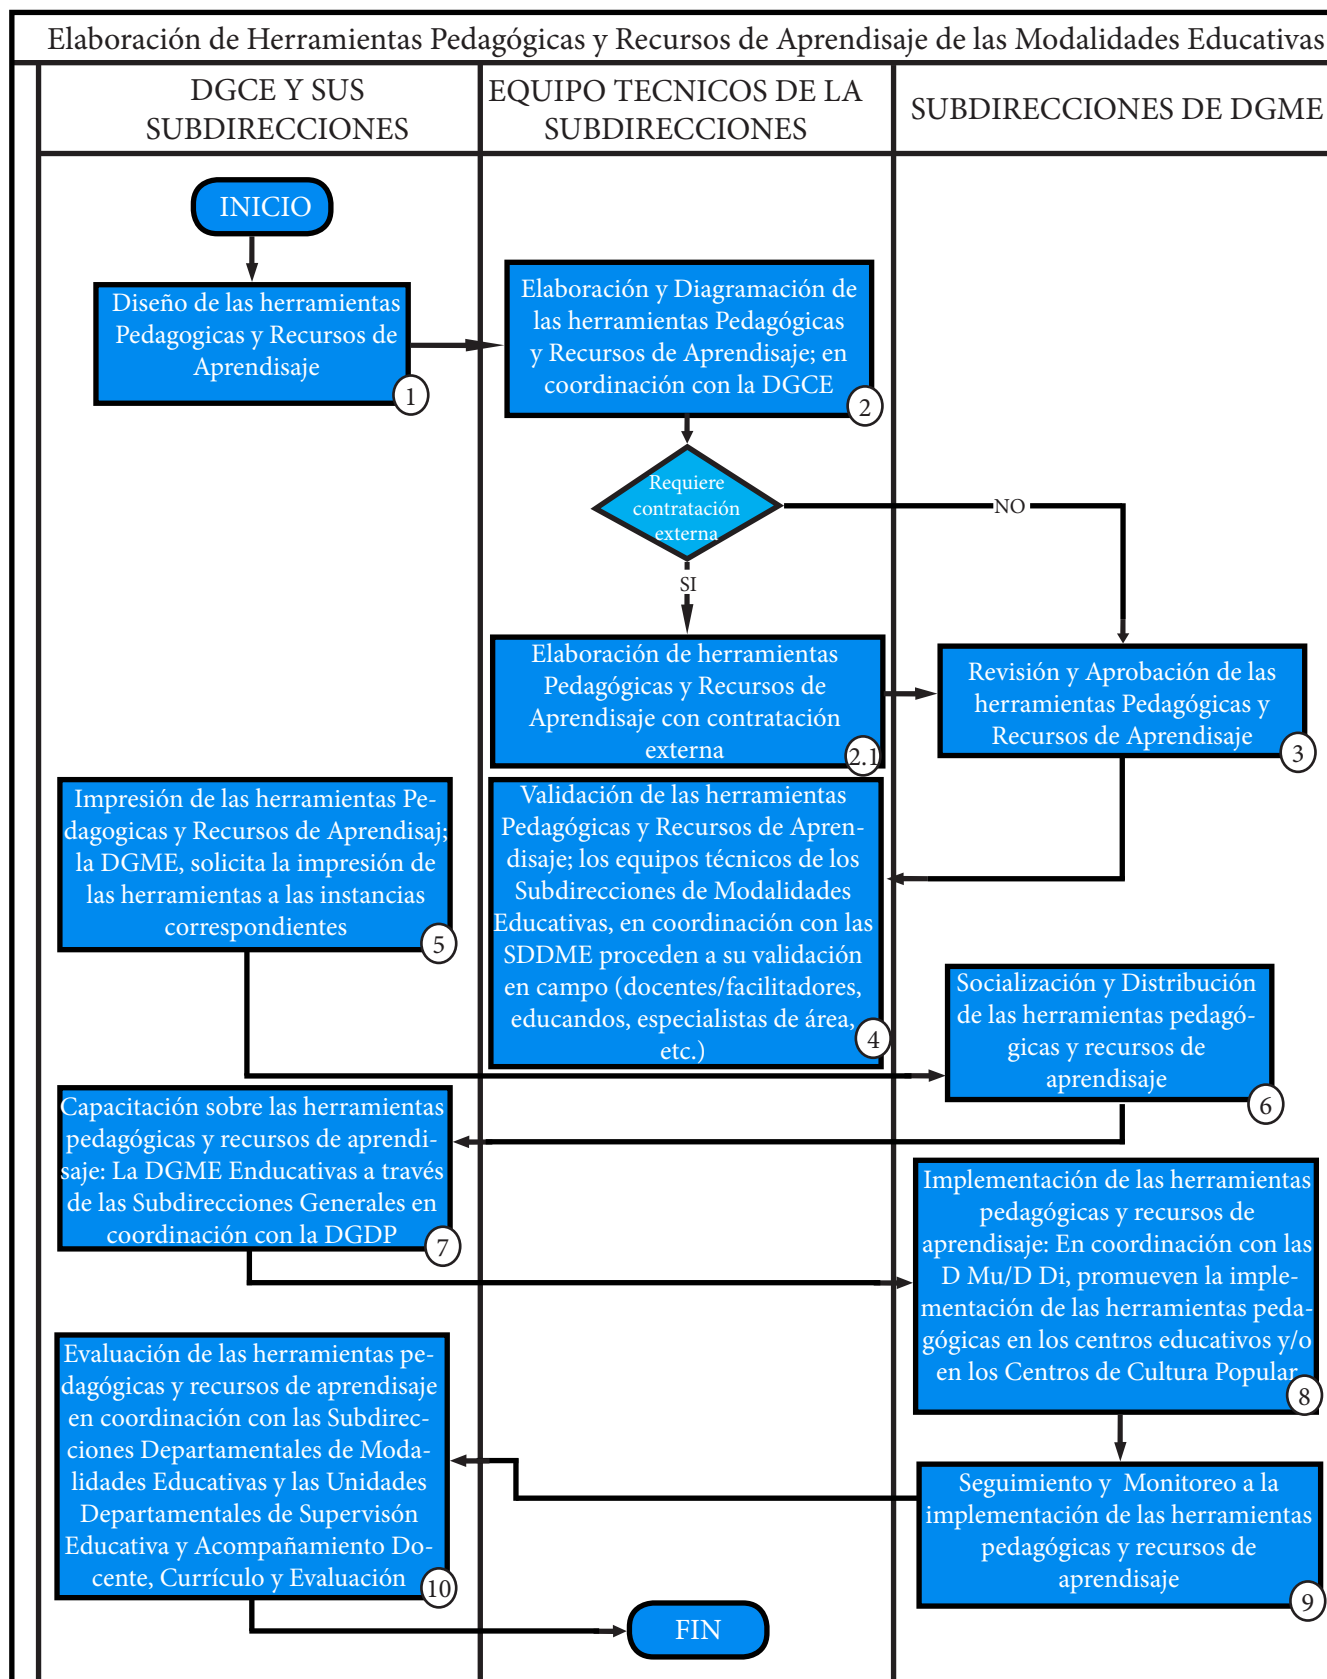 Elaboración de Herramientas Pedagógicas y Recursos de Aprendisaje de las Modalidades Educativas
DGCE Y SUS
SUBDIRECCIONES
EQUIPO TECNICOS DE LA
SUBDIRECCIONES
SUBDIRECCIONES DE DGME
INICIO
Diseño de las herramientas
Pedagogicas y Recursos de
Aprendisaje
1
Elaboración y Diagramación de
las herramientas Pedagógicas
y Recursos de Aprendisaje; en
coordinación con la DGCE
2
Requiere
contratación
externa
NO
SI
Elaboración de herramientas
Pedagógicas y Recursos de
Aprendisaje con contratación
externa
2.1
Revisión y Aprobación de las
herramientas Pedagógicas y
Recursos de Aprendisaje
3
Validación de las herramientas
Pedagógicas y Recursos de Apren-
disaje; los equipos técnicos de los
Subdirecciones de Modalidades
Educativas, en coordinación con las
SDDME proceden a su validación
en campo (docentes/facilitadores,
educandos, especialistas de área,
etc.)
4
Impresión de las herramientas Pe-
dagogicas y Recursos de Aprendisaj;
la DGME, solicita la impresión de
las herramientas a las instancias
correspondientes
5
Socialización y Distribución
de las herramientas pedagó-
gicas y recursos de
aprendisaje
6
Capacitación sobre las herramientas
pedagógicas y recursos de aprendi-
saje: La DGME Enducativas a través
de las Subdirecciones Generales en
coordinación con la DGDP
7
Implementación de las herramientas
pedagógicas y recursos de
aprendisaje: En coordinación con las
D Mu/D Di, promueven la imple-
mentación de las herramientas peda-
gógicas en los centros educativos y/o
en los Centros de Cultura Popular
8
Seguimiento y Monitoreo a la
implementación de las herramientas
pedagógicas y recursos de
aprendisaje
9
Evaluación de las herramientas pe-
dagógicas y recursos de aprendisaje
en coordinación con las Subdirec-
ciones Departamentales de Moda-
lidades Educativas y las Unidades
Departamentales de Supervisón
Educativa y Acompañamiento Do-
cente, Currículo y Evaluación
10
FIN